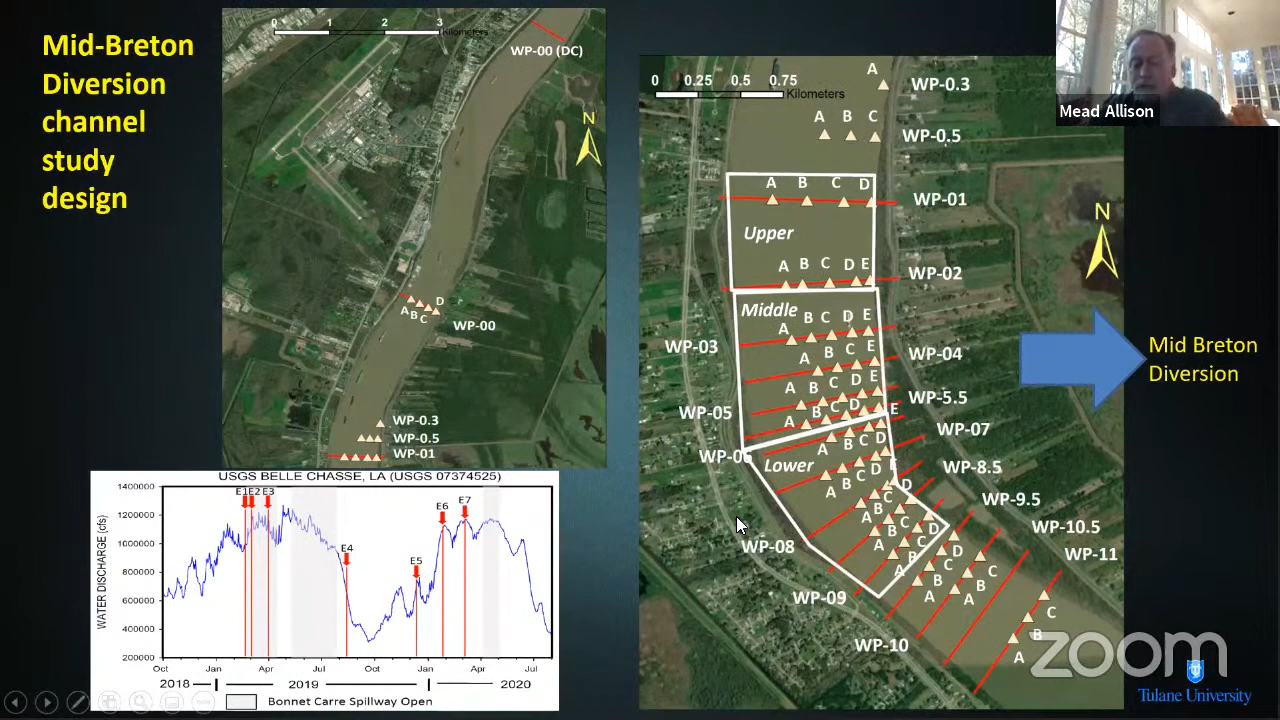 Mid-Breton
Diversion
channel
study
design
0 1 2 3
Kilometers
WP-00 (DC)
N
A B C D
WP-00
WP-0.3
WP-0.5
WP-01
0 0.25 0.5 0.75
Kilometers
A
WP-0.3
A B C
WP-0.5
A B C D
WP-01
Upper
A B C D E
WP-02
Middle
A B C D E
WP-03
A B C E
WP-04
A B C D E
WP-05
WP-5.5
A B C D E
WP-06
A B C D
WP-07
Lower
A B C D
WP-8.5
C D
A B C D
WP-9.5
WP-08
A B C D
WP-10.5
A B C
WP-11
WP-09
WP-10
A B C
N
Mid Breton
Diversion
Mead Allison
USGS BELLE CHASSE, LA (USGS 07374525)
WATER DISCHARGE (cfs)
1400000
1200000
1000000
800000
600000
400000
200000
E1 E2 E3
E4
E5
E6
E7
Oct Jan Apr Jul Oct Jan Apr Jul
2018 2019 2020
Bonnet Carre Spillway Open
zoom
Tulane University